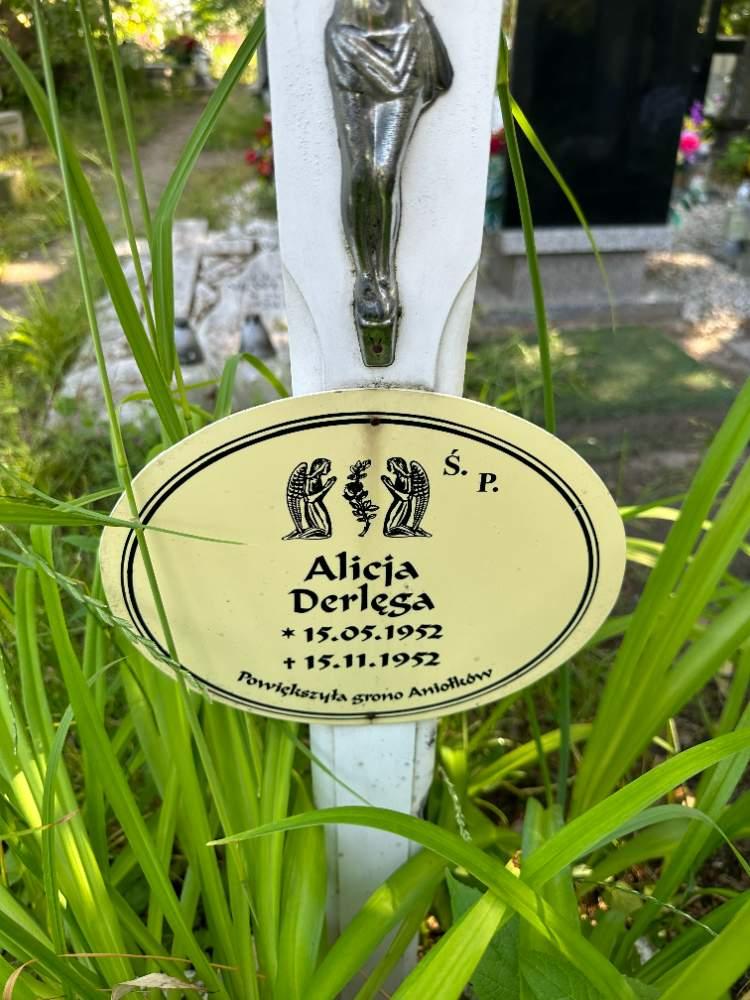 Ś. P.
Alicja
Derlęga
* 15.05.1952
† 15.11.1952
Powiększyła grono Aniołków